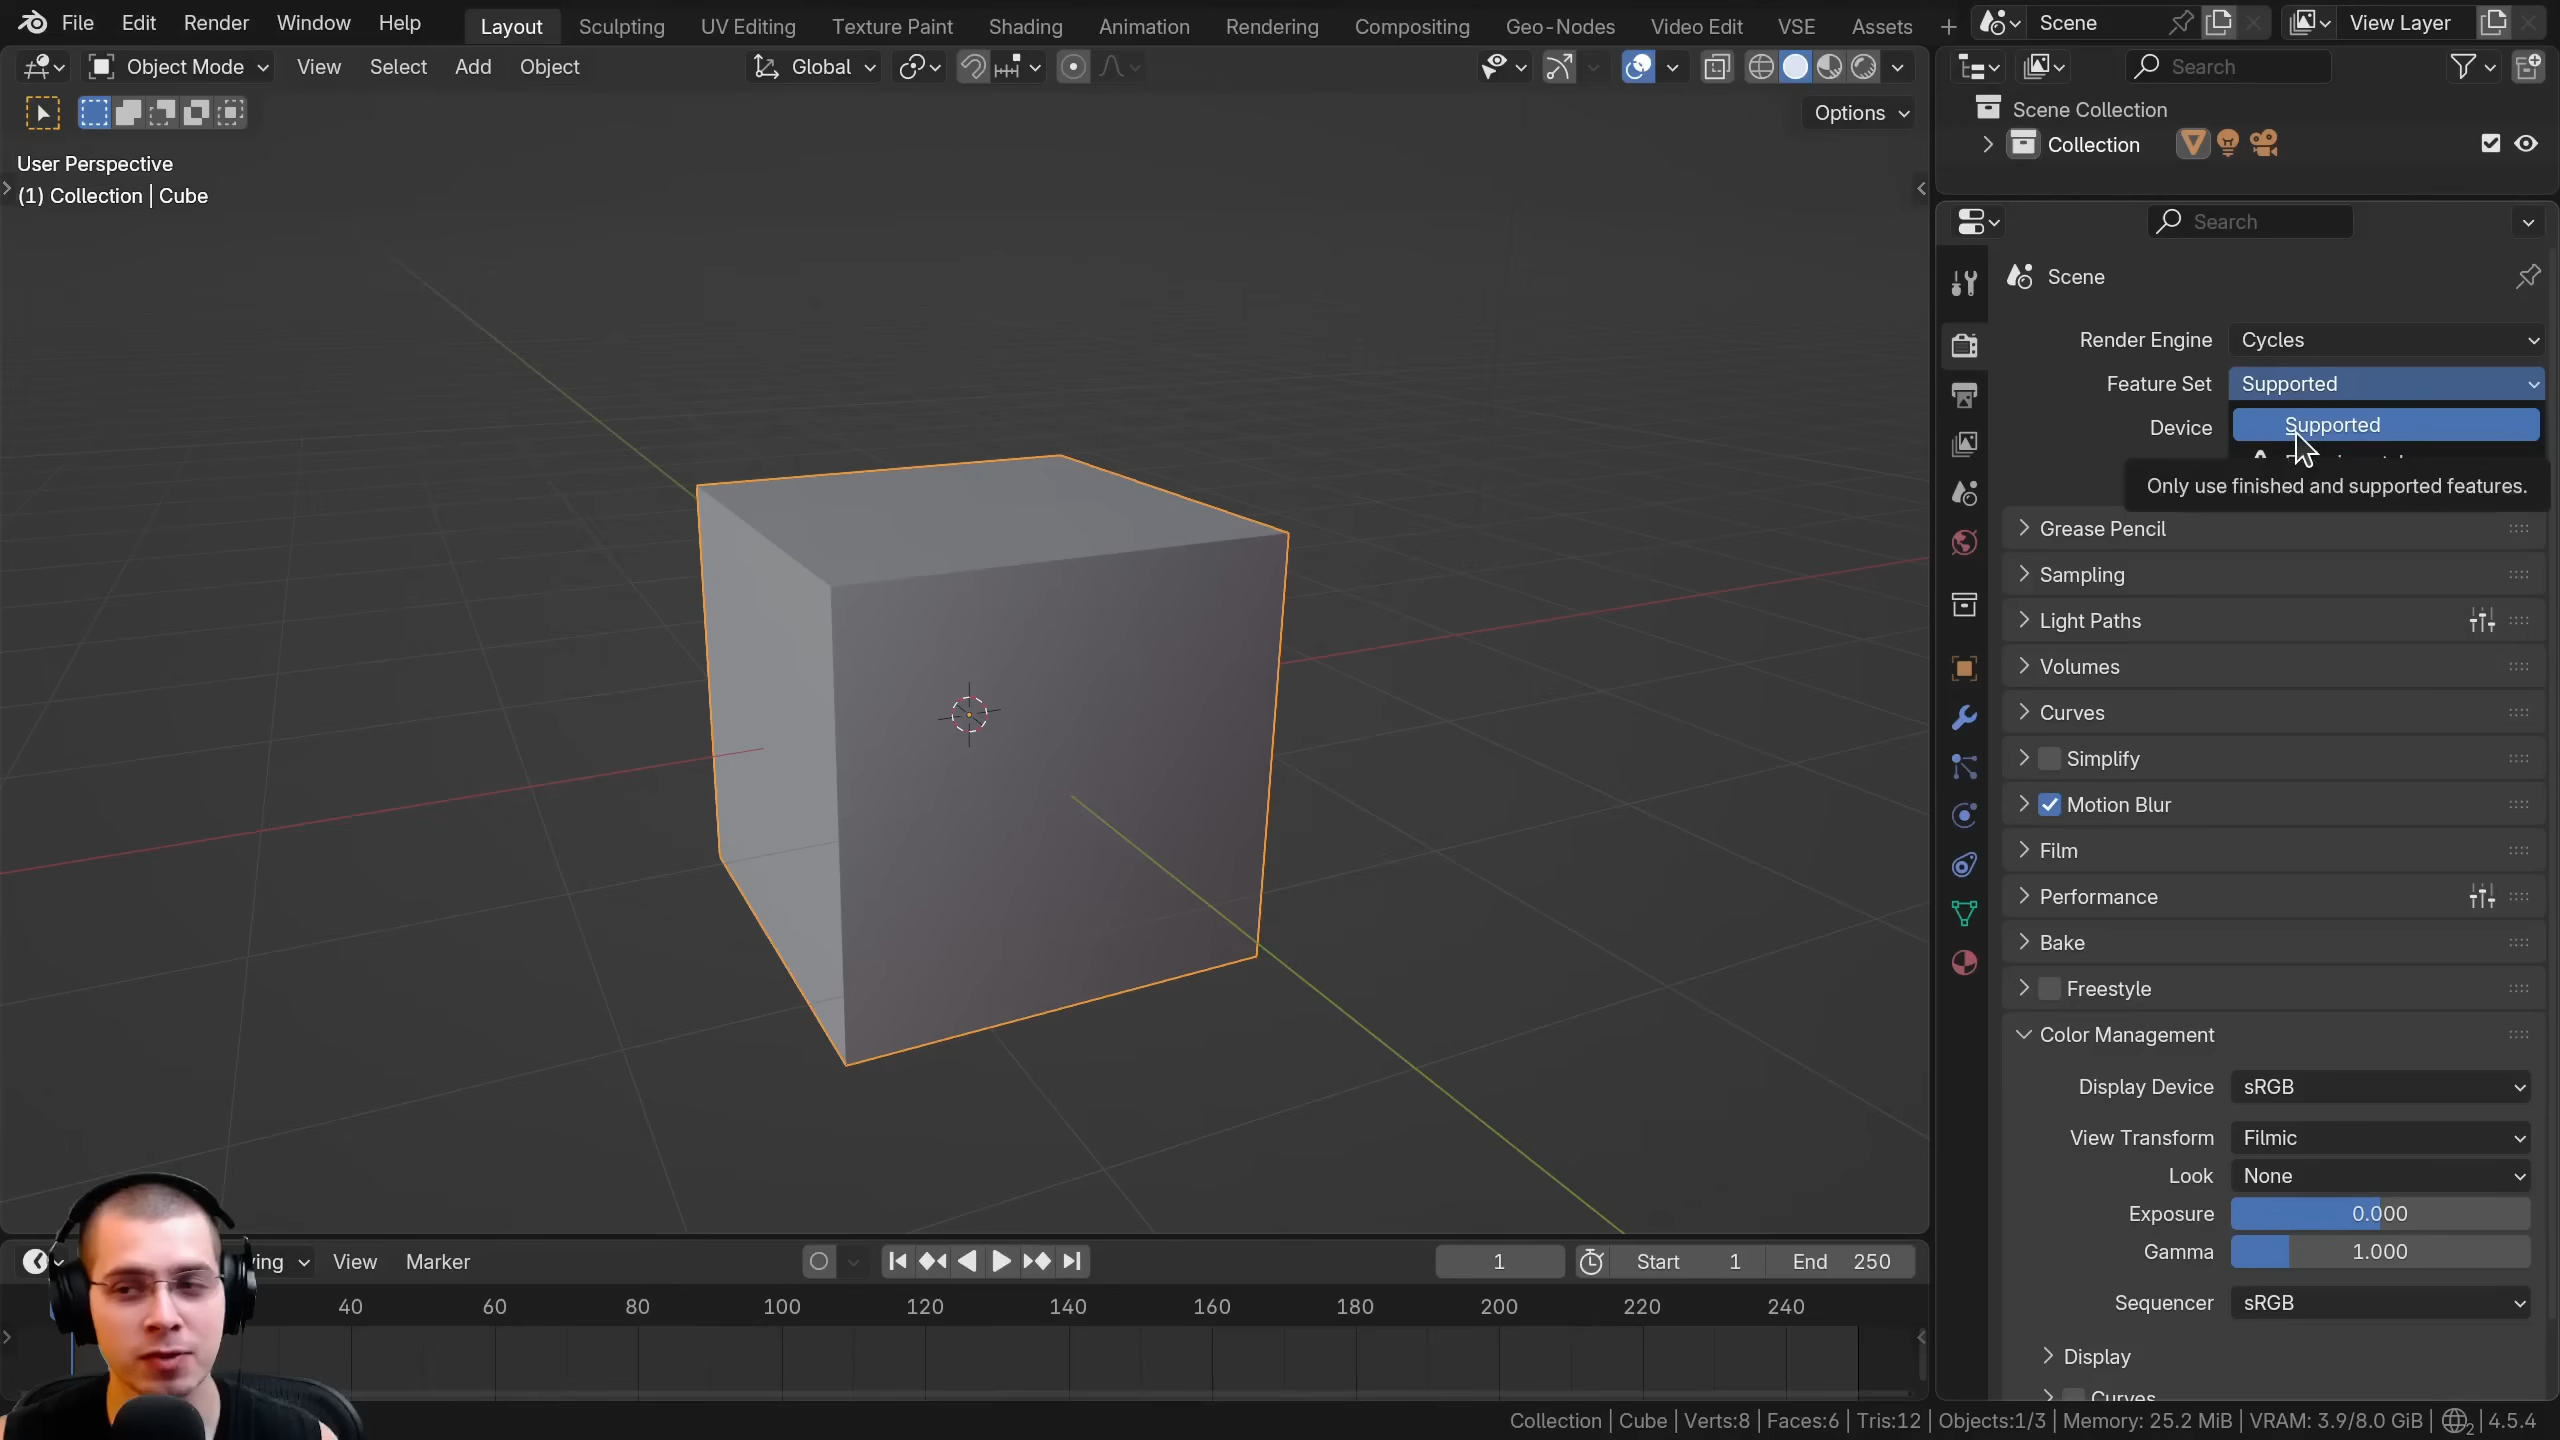 File Edit Render Window Help Layout Sculpting UV Editing Texture Paint Shading Animation Rendering Compositing Geo-Nodes Video Edit VSE Assets + Scene View Layer
Object Mode View Select Add Object Global Search
Options
User Perspective
(1) Collection | Cube
Scene Collection
Collection
Search
Scene
Render Engine Cycles
Feature Set Supported
Device Supported
Only use finished and supported features.
Grease Pencil
Sampling
Light Paths
Volumes
Curves
Simplify
Motion Blur
Film
Performance
Bake
Freestyle
Color Management
Display Device sRGB
View Transform Filmic
Look None
Exposure 0.000
Gamma 1.000
Sequencer sRGB
Display
Curves
View Marker 1 Start 1 End 250
40 60 80 100 120 140 160 180 200 220 240
Collection | Cube | Verts:8 | Faces:6 | Tris:12 | Objects:1/3 | Memory: 25.2 MiB | VRAM: 3.9/8.0 GiB | 2 | 4.5.4